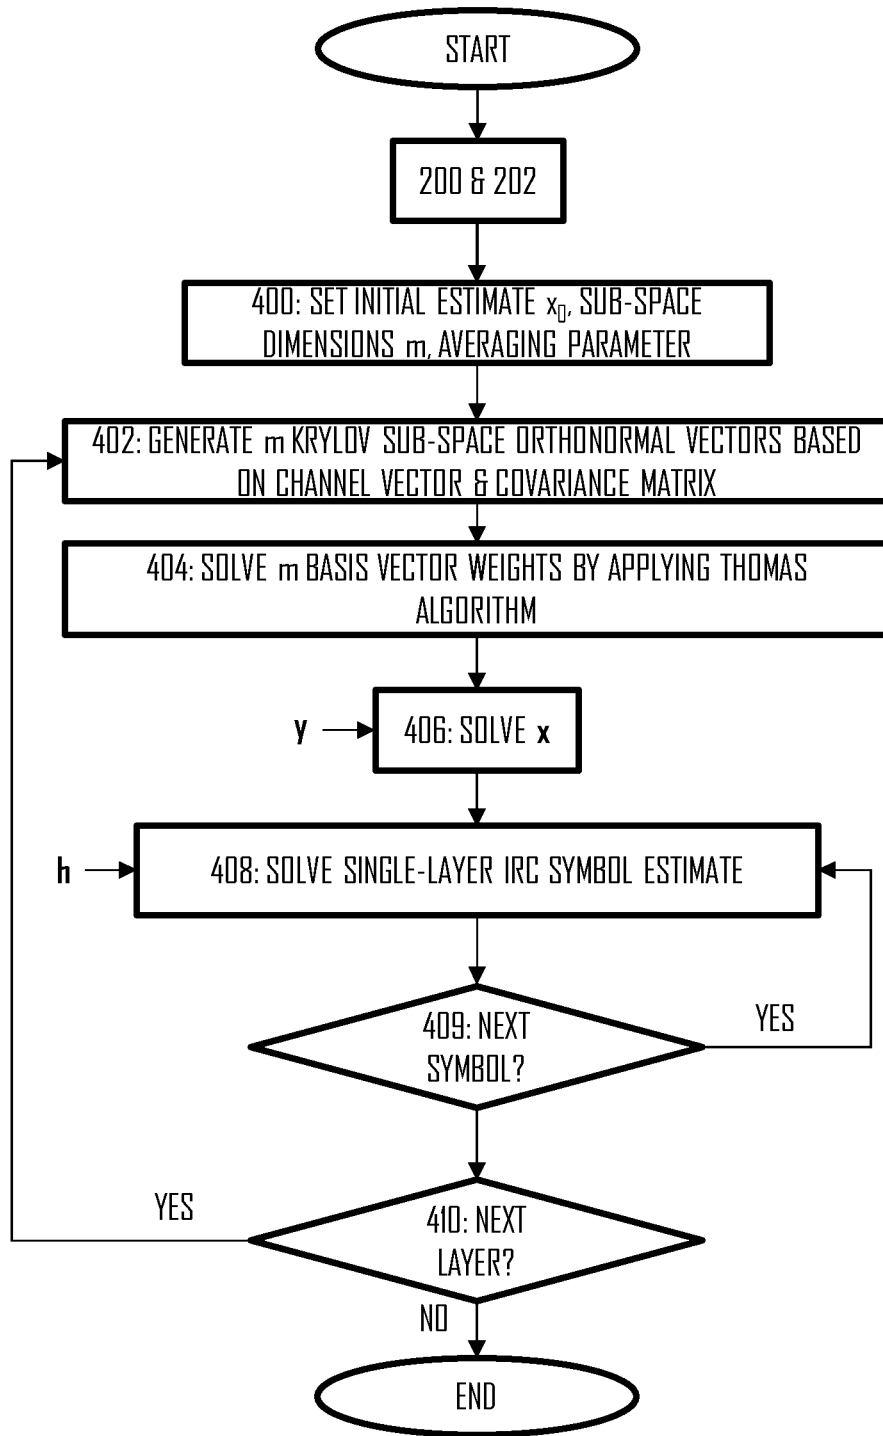 START
200 & 202
400: SET INITIAL ESTIMATE x₀, SUB-SPACE
DIMENSIONS m, AVERAGING PARAMETER
402: GENERATE m KRYLOV SUB-SPACE ORTHONORMAL VECTORS BASED
ON CHANNEL VECTOR & COVARIANCE MATRIX
404: SOLVE m BASIS VECTOR WEIGHTS BY APPLYING THOMAS
ALGORITHM
y
406: SOLVE x
h
408: SOLVE SINGLE-LAYER IRC SYMBOL ESTIMATE
409: NEXT
SYMBOL?
YES
YES
410: NEXT
LAYER?
NO
END